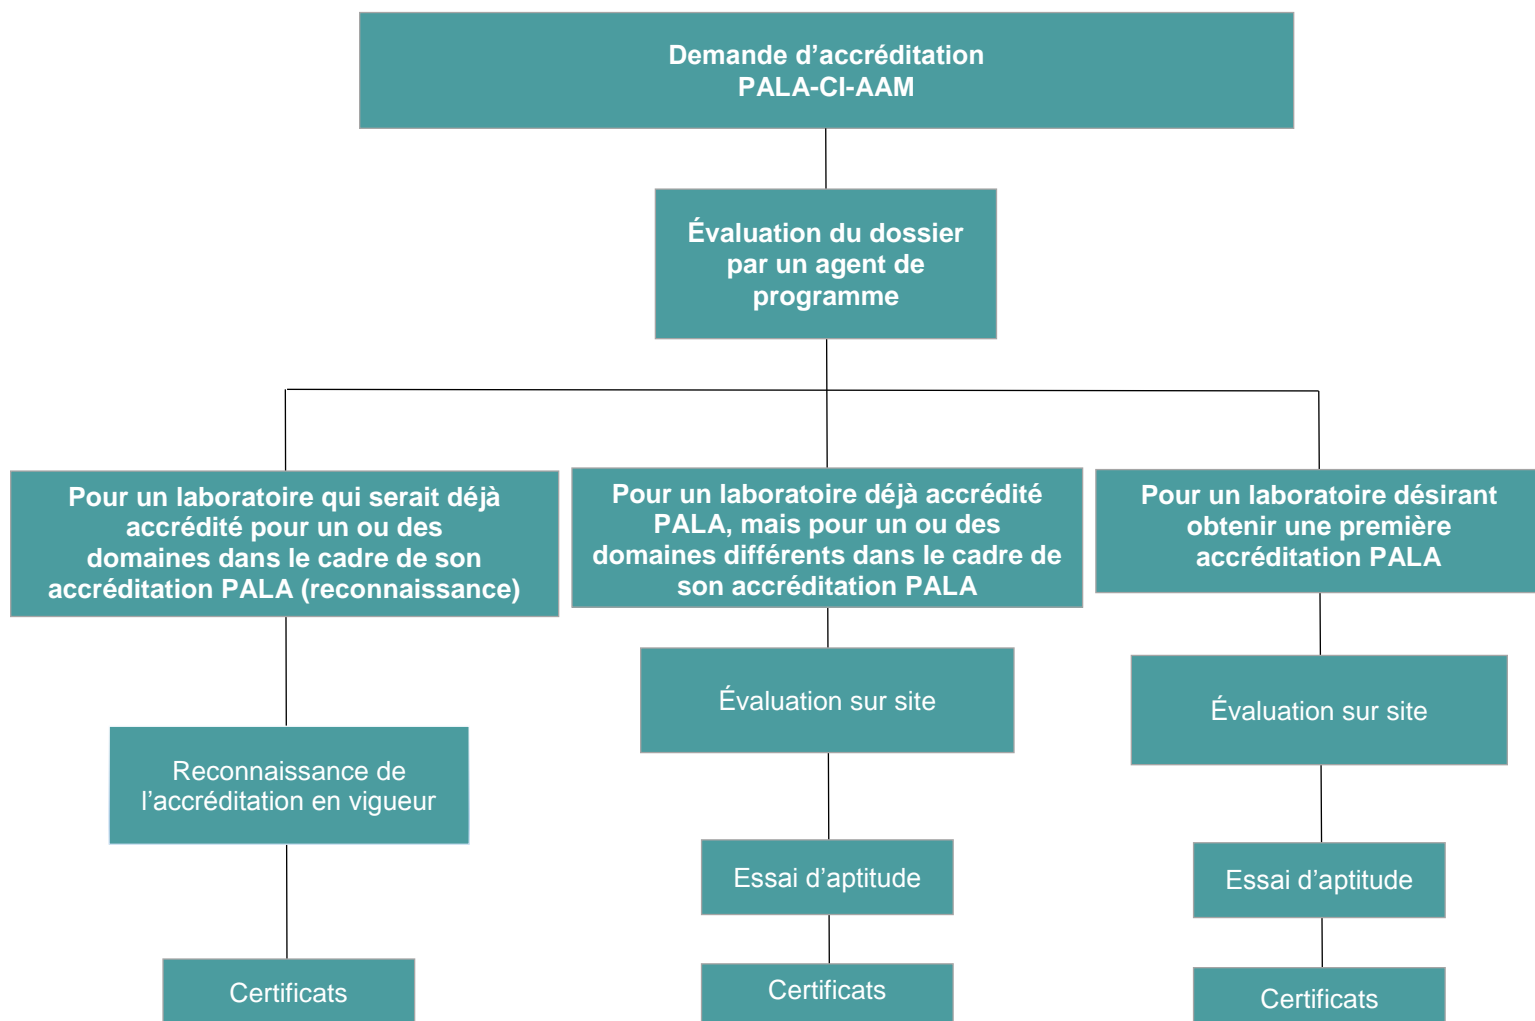 Demande d’accréditation
PALA-CI-AAM
Évaluation du dossier
par un agent de
programme
Pour un laboratoire qui serait déjà
accrédité pour un ou des
domaines dans le cadre de son
accréditation PALA (reconnaissance)
Pour un laboratoire déjà accrédité
PALA, mais pour un ou des
domaines différents dans le cadre de
son accréditation PALA
Pour un laboratoire désirant
obtenir une première
accréditation PALA
Reconnaissance de
l’accréditation en vigueur
Certificats
Évaluation sur site
Essai d’aptitude
Certificats
Évaluation sur site
Essai d’aptitude
Certificats